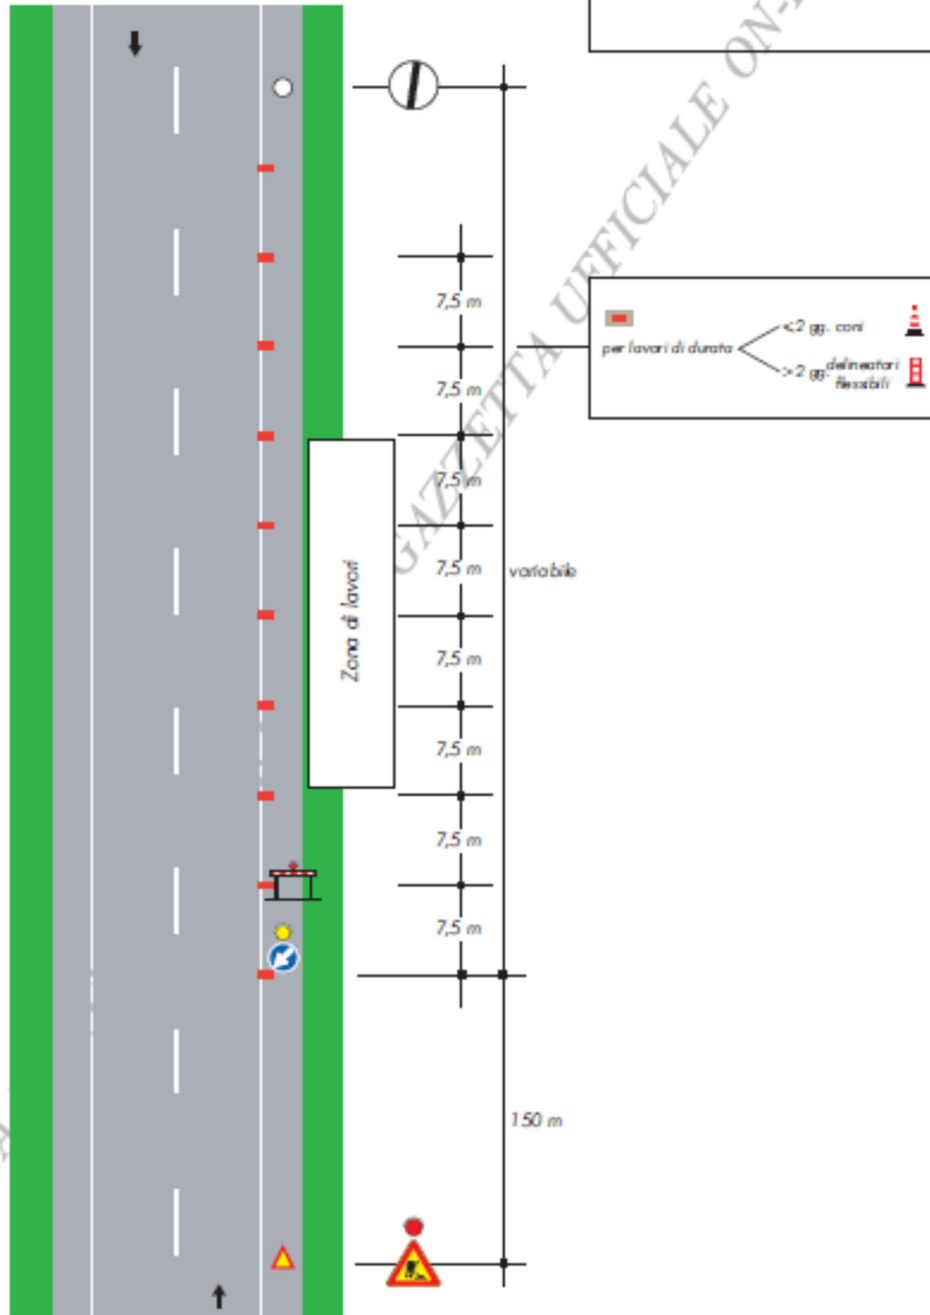 GAZZETTA UFFICIALE ON-
7,5 m
7,5 m
7,5 m
7,5 m
7,5 m
7,5 m
7,5 m
7,5 m
variabile
150 m
Zona di lavori
per lavori di durata
<2 gg. coni
>2 gg. delineatori
flessibili
A